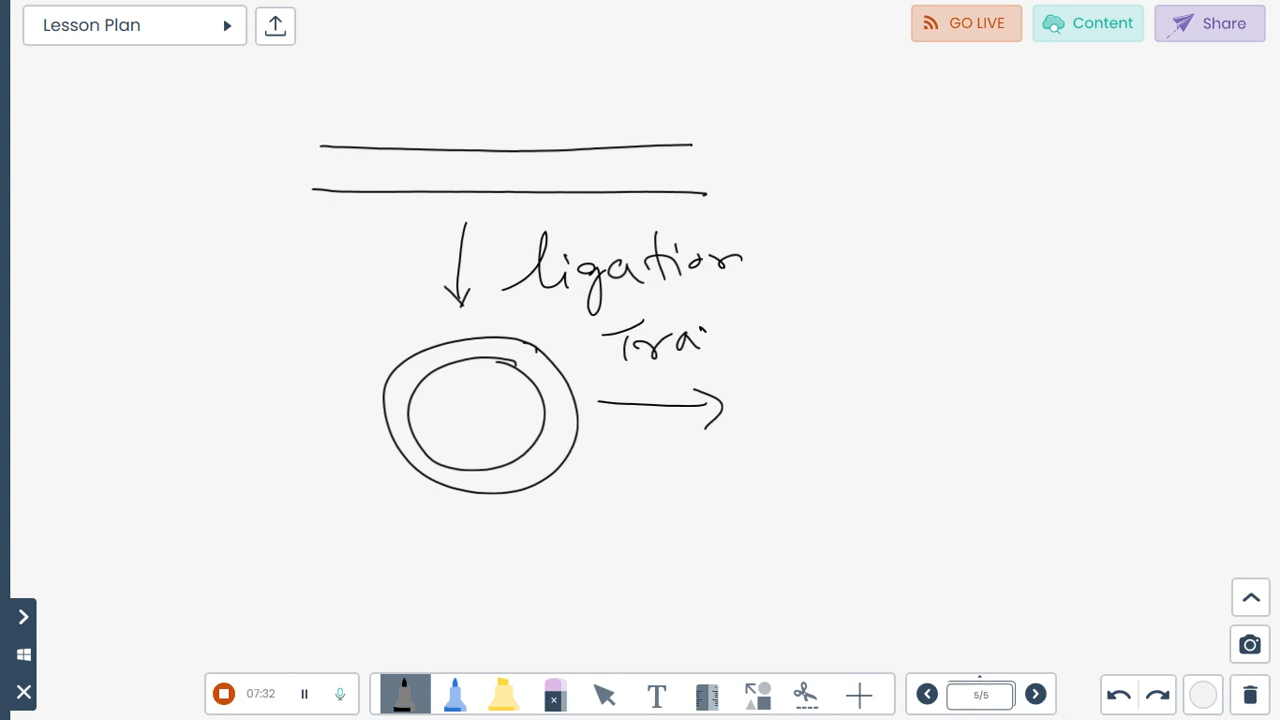 Lesson Plan
GO LIVE
Content
Share
ligation
Tra
07:32
T
5/5